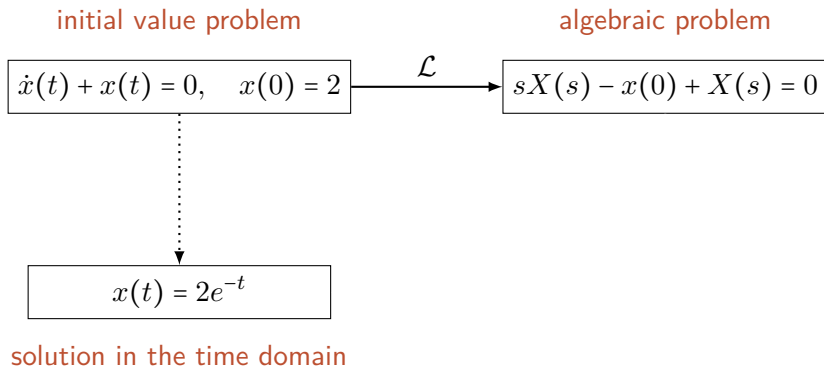 initial value problem
algebraic problem
ẋ(t) + x(t) = 0, x(0) = 2
ℒ
sX(s) − x(0) + X(s) = 0
x(t) = 2e^{−t}
solution in the time domain